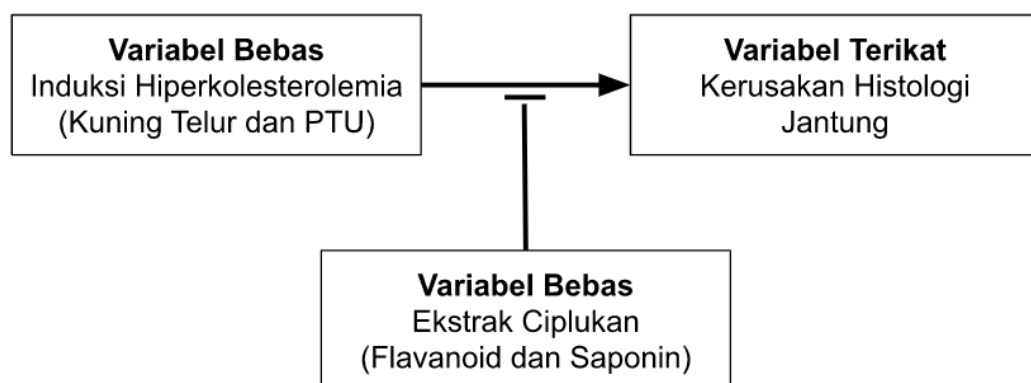 Variabel Bebas
Induksi Hiperkolesterolemia
(Kuning Telur dan PTU)
Variabel Terikat
Kerusakan Histologi
Jantung
Variabel Bebas
Ekstrak Ciplukan
(Flavanoid dan Saponin)